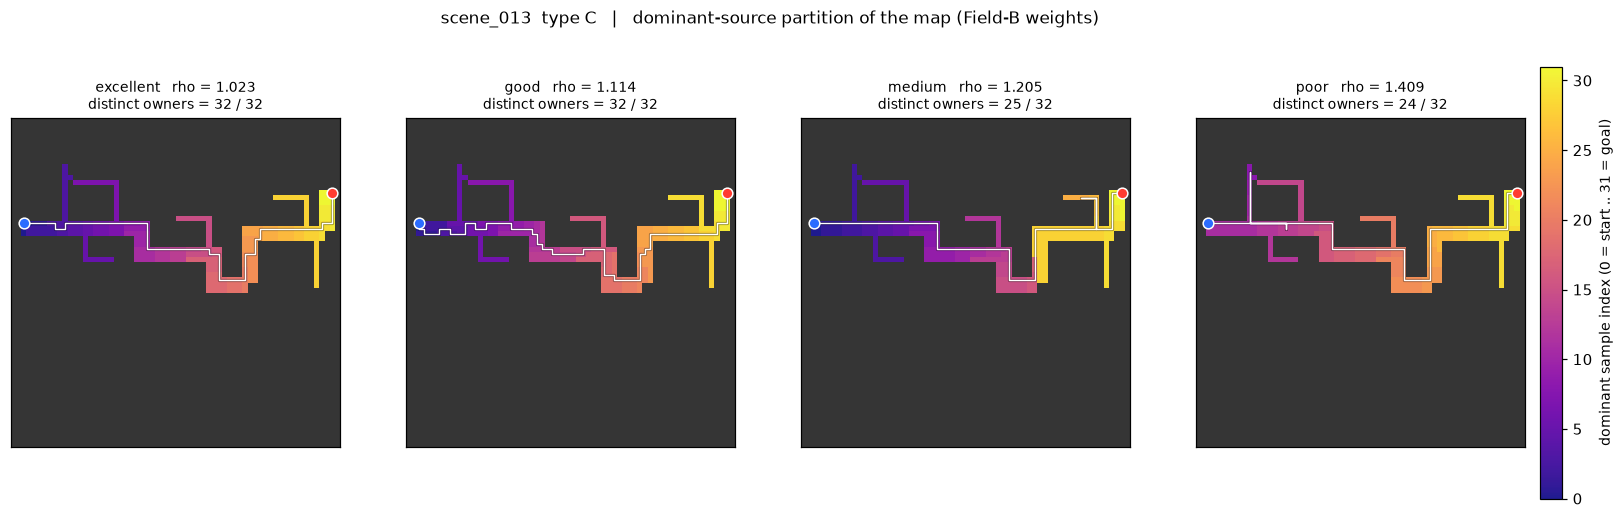 scene_013  type C   |   dominant-source partition of the map (Field-B weights)
excellent   rho = 1.023
distinct owners = 32 / 32
good   rho = 1.114
distinct owners = 32 / 32
medium   rho = 1.205
distinct owners = 25 / 32
poor   rho = 1.409
distinct owners = 24 / 32
30
25
20
15
10
5
0
dominant sample index (0 = start .. 31 = goal)